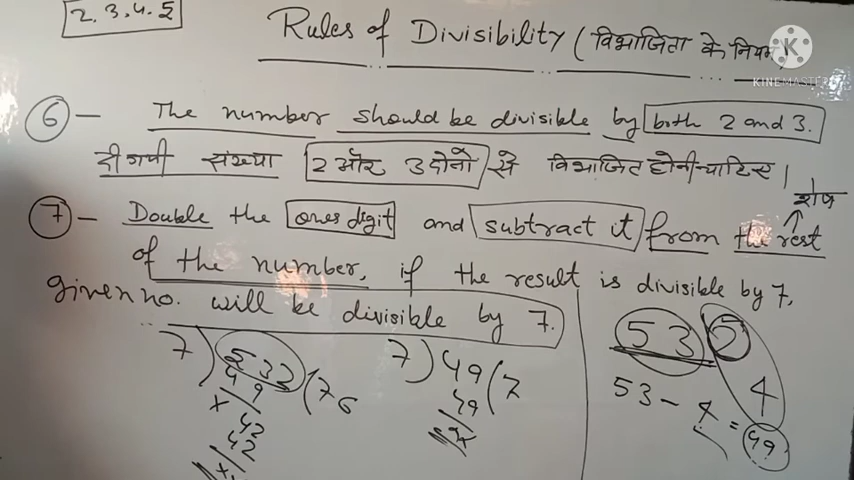 2.3.4.5
Rules of Divisibility (विभाजिता के नियम)
KINEMASTER
6 - The number should be divisible by both 2 and 3.
दी गयी संख्या 2 और 3 दोनो से विभाजित होनी चाहिए।
शेष
7 - Double the ones digit and subtract it from the rest
of the number, if the result is divisible by 7,
given no. will be divisible by 7.
7) 532 (76
49
x42
42
xx
7) 49 (7
49
xx
532
4
53 - 4 = 49